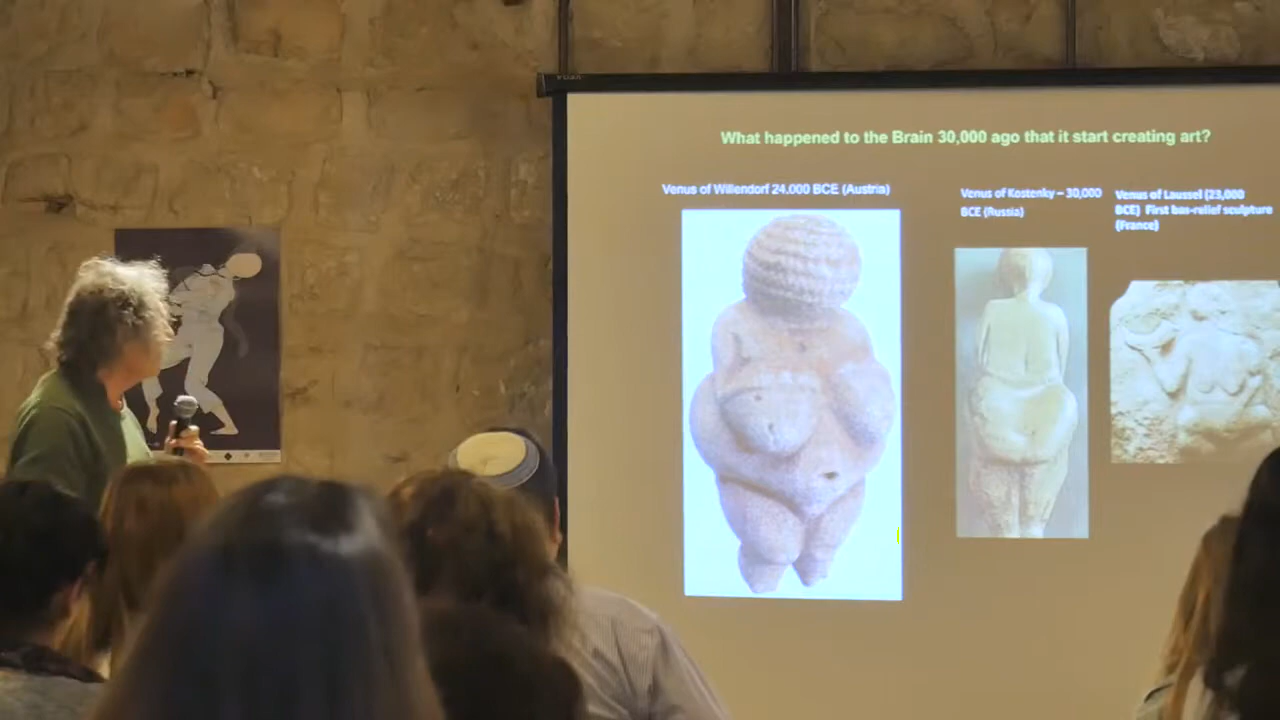 What happened to the Brain 30,000 ago that it start creating art?
Venus of Willendorf 24.000 BCE (Austria)
Venus of Kostenky – 30,000
BCE (Russia)
Venus of Laussel (23,000
BCE) First bas-relief sculpture
(France)